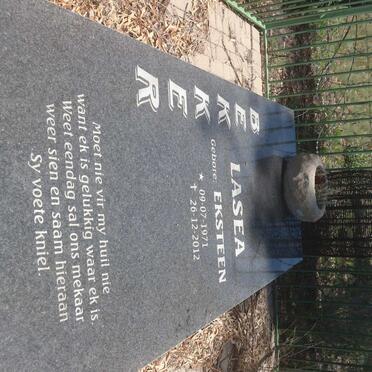 BEKKER
LASEA
Gebore: EKSTEEN
★ 09-07-1971
✝ 26-12-2012
Moet nie vir my huil nie
want ek is gelukkig waar ek is.
Weet eendag sal ons mekaar
weer sien en saam hieraan
Sy voete kniel.